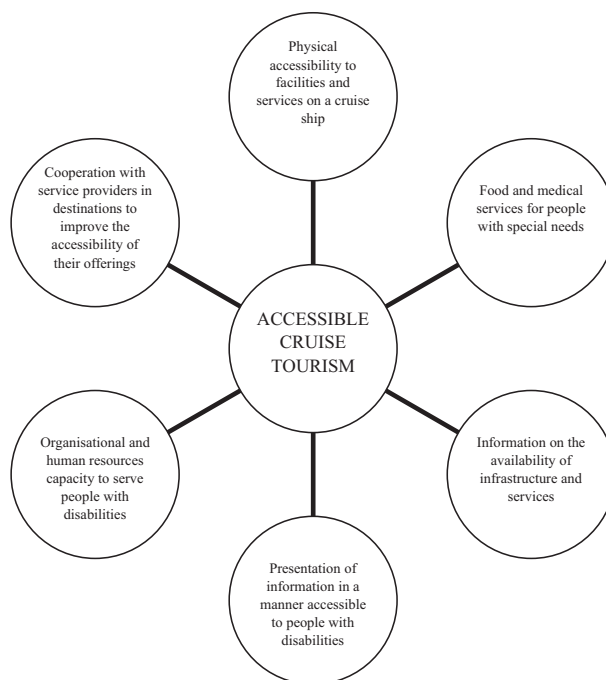 Physical
accessibility to
facilities and
services on a cruise
ship
Cooperation with
service providers in
destinations to
improve the
accessibility of
their offerings
Food and medical
services for people
with special needs
ACCESSIBLE
CRUISE
TOURISM
Organisational and
human resources
capacity to serve
people with
disabilities
Information on the
availability of
infrastructure and
services
Presentation of
information in a
manner accessible
to people with
disabilities